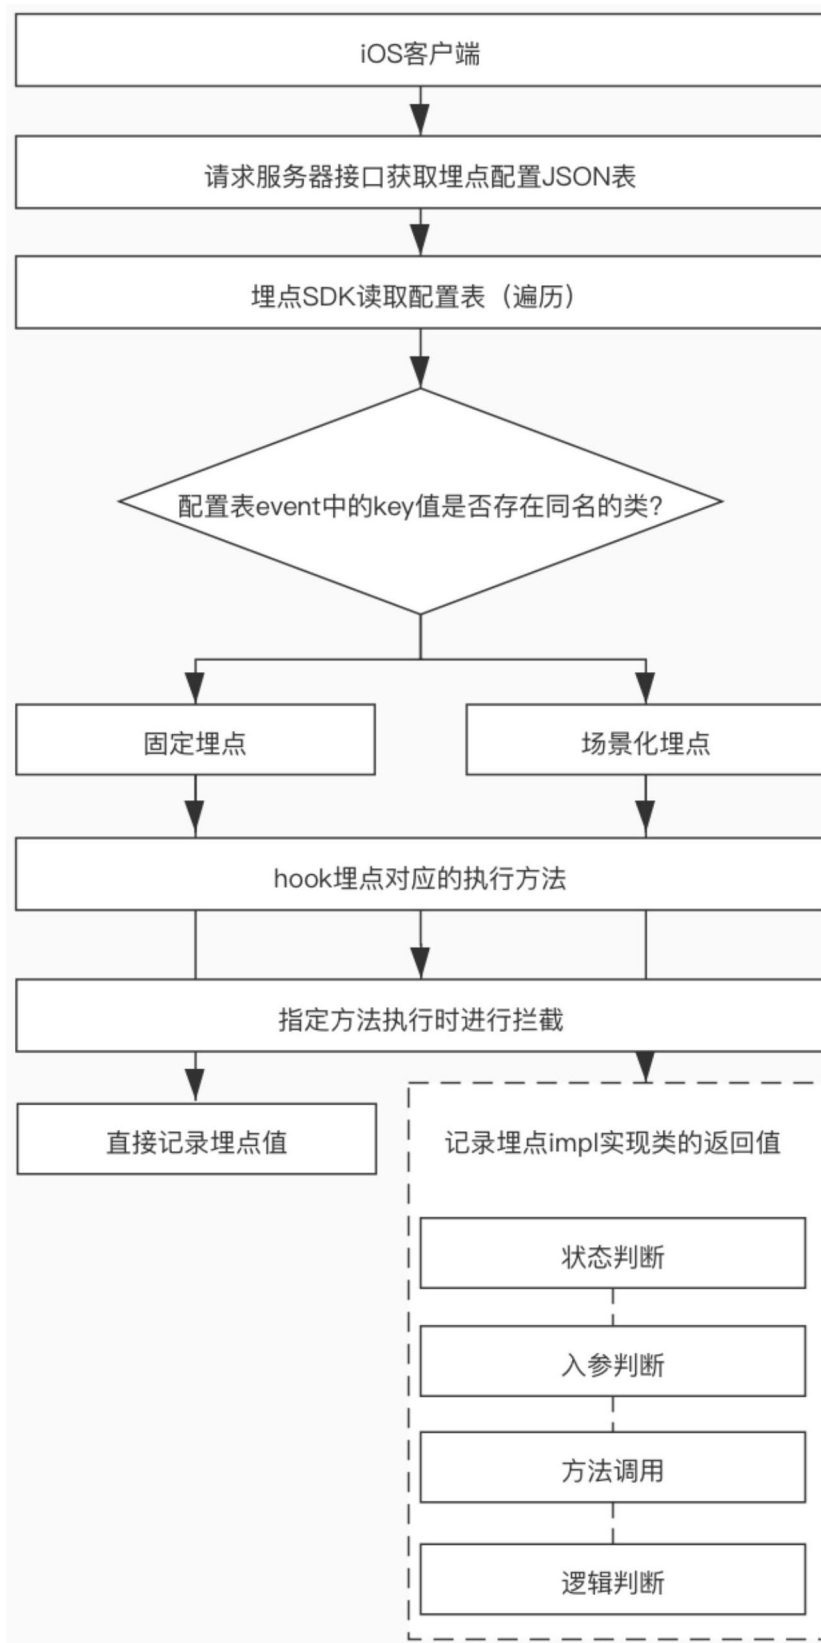 iOS客户端
请求服务器接口获取埋点配置JSON表
埋点SDK读取配置表（遍历）
配置表event中的key值是否存在同名的类?
固定埋点
场景化埋点
hook埋点对应的执行方法
指定方法执行时进行拦截
直接记录埋点值
记录埋点impl实现类的返回值
状态判断
入参判断
方法调用
逻辑判断